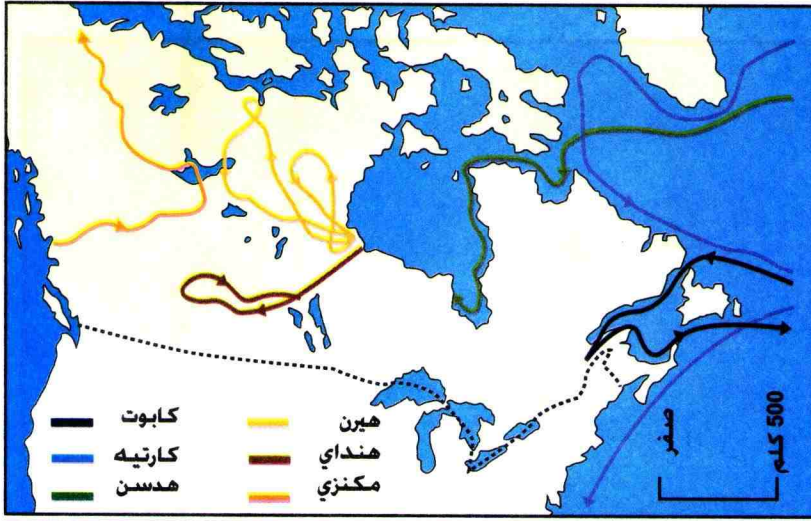 هيرن
هنداي
مكنزي
كابوت
كارتيه
هدسن
صفر
500 كلم